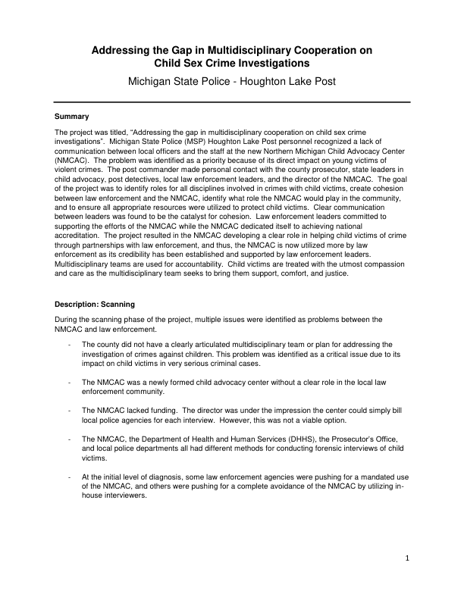 Addressing the Gap in Multidisciplinary Cooperation on
Child Sex Crime Investigations
Michigan State Police - Houghton Lake Post
Summary
The project was titled, “Addressing the gap in multidisciplinary cooperation on child sex crime
investigations”.  Michigan State Police (MSP) Houghton Lake Post personnel recognized a lack of
communication between local officers and the staff at the new Northern Michigan Child Advocacy Center
(NMCAC).  The problem was identified as a priority because of its direct impact on young victims of
violent crimes.  The post commander made personal contact with the county prosecutor, state leaders in
child advocacy, post detectives, local law enforcement leaders, and the director of the NMCAC.  The goal
of the project was to identify roles for all disciplines involved in crimes with child victims, create cohesion
between law enforcement and the NMCAC, identify what role the NMCAC would play in the community,
and to ensure all appropriate resources were utilized to protect child victims.  Clear communication
between leaders was found to be the catalyst for cohesion.  Law enforcement leaders committed to
supporting the efforts of the NMCAC while the NMCAC dedicated itself to achieving national
accreditation.  The project resulted in the NMCAC developing a clear role in helping child victims of crime
through partnerships with law enforcement, and thus, the NMCAC is now utilized more by law
enforcement as its credibility has been established and supported by law enforcement leaders.
Multidisciplinary teams are used for accountability.  Child victims are treated with the utmost compassion
and care as the multidisciplinary team seeks to bring them support, comfort, and justice.
Description: Scanning
During the scanning phase of the project, multiple issues were identified as problems between the
NMCAC and law enforcement.
- The county did not have a clearly articulated multidisciplinary team or plan for addressing the
investigation of crimes against children. This problem was identified as a critical issue due to its
impact on child victims in very serious criminal cases.
- The NMCAC was a newly formed child advocacy center without a clear role in the local law
enforcement community.
- The NMCAC lacked funding.  The director was under the impression the center could simply bill
local police agencies for each interview.  However, this was not a viable option.
- The NMCAC, the Department of Health and Human Services (DHHS), the Prosecutor’s Office,
and local police departments all had different methods for conducting forensic interviews of child
victims.
- At the initial level of diagnosis, some law enforcement agencies were pushing for a mandated use
of the NMCAC, and others were pushing for a complete avoidance of the NMCAC by utilizing in-
house interviewers.
1